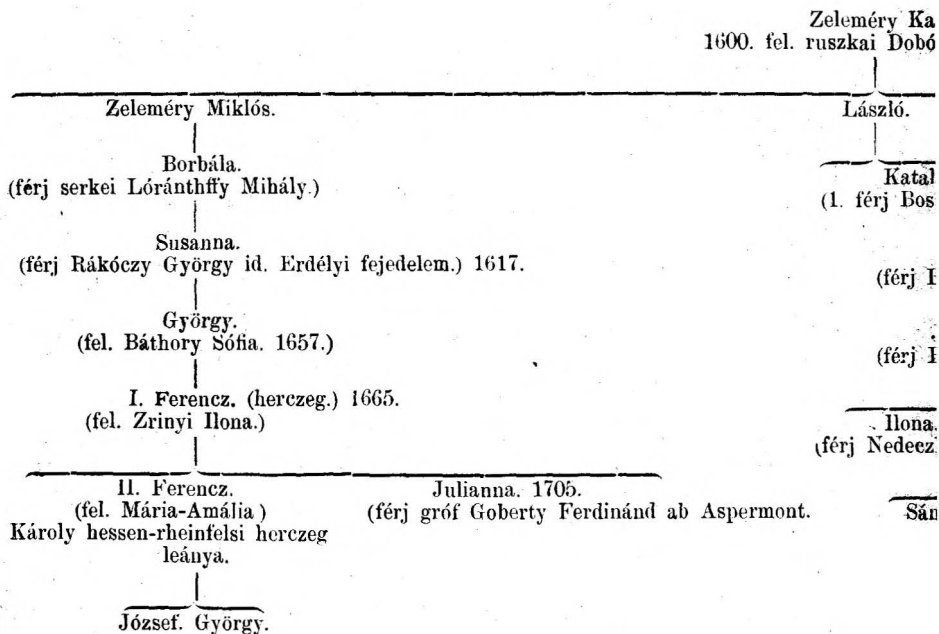 Zeleméry Ka
1600. fel. ruszkai Dobó
Zeleméry Miklós.
László.
Borbála.
(férj serkei Lóránthffy Mihály.)
Katal
(1. férj Bos
Susanna.
(férj Rákóczy György id. Erdélyi fejedelem.) 1617.
(férj
György.
(fel. Báthory Sófia. 1657.)
(férj
I. Ferencz. (herczeg.) 1665.
(fel. Zrinyi Ilona.)
Ilona.
(férj Nedecz
II. Ferencz.
(fel. Mária-Amália)
Károly hessen-rheinfelsi herczeg
leánya.
Julianna. 1705.
(férj gróf Goberty Ferdinánd ab Aspermont.
Sán
József. György.